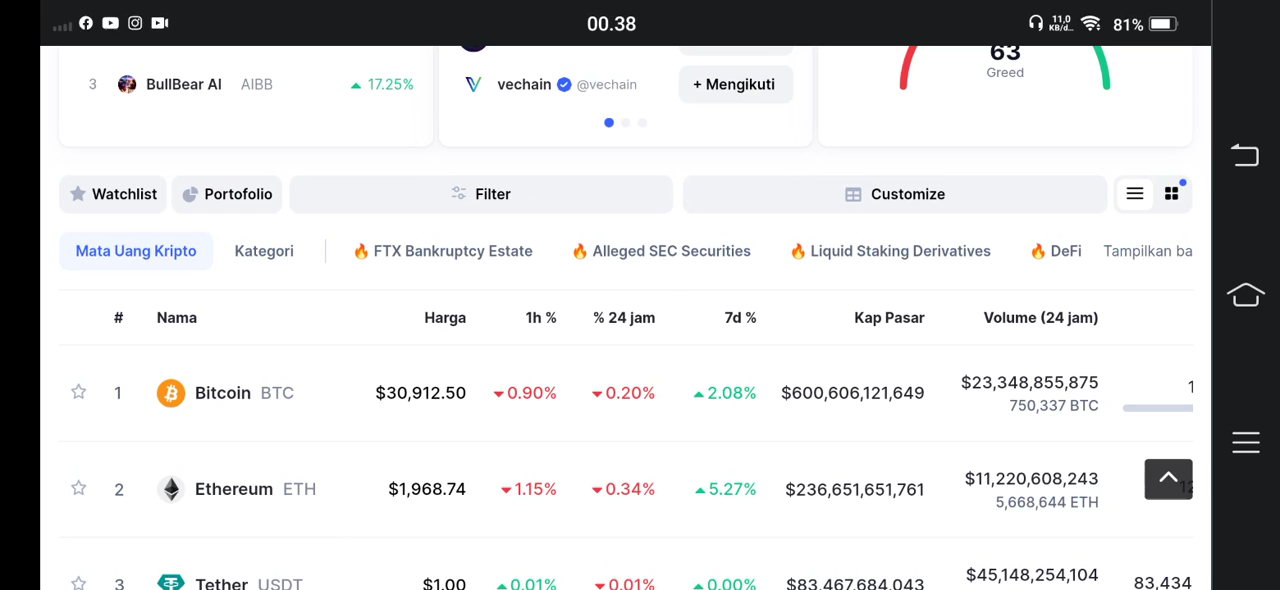 00.38
11,0 KB/d...
81%
3 BullBear AI AIBB 17.25%
vechain @vechain + Mengikuti
63
Greed
Watchlist Portofolio Filter Customize
Mata Uang Kripto Kategori 🔥 FTX Bankruptcy Estate 🔥 Alleged SEC Securities 🔥 Liquid Staking Derivatives 🔥 DeFi Tampilkan ba
# Nama Harga 1h % % 24 jam 7d % Kap Pasar Volume (24 jam)
1 Bitcoin BTC $30,912.50 0.90% 0.20% 2.08% $600,606,121,649 $23,348,855,875 1
750,337 BTC
2 Ethereum ETH $1,968.74 1.15% 0.34% 5.27% $236,651,651,761 $11,220,608,243 12
5,668,644 ETH
3 Tether USDT $1.00 0.01% 0.01% 0.00% $83,467,684,043 $45,148,254,104 83,434